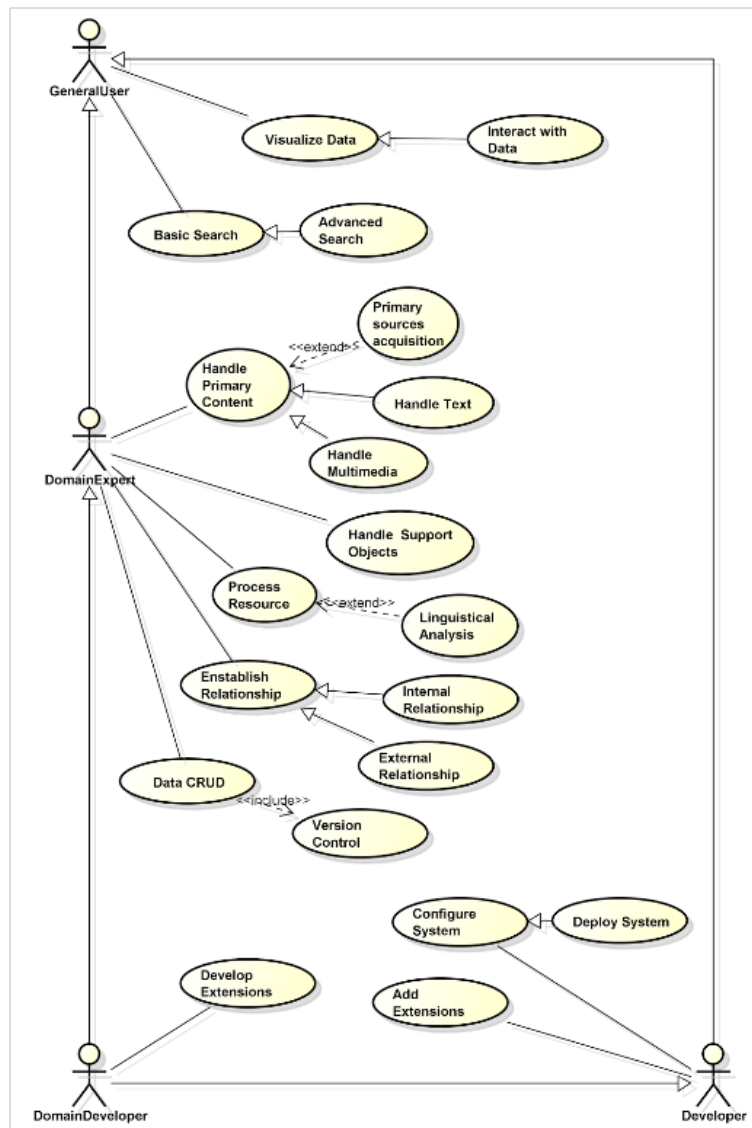 GeneralUser
Visualize Data
Interact with
Data
Basic Search
Advanced
Search
Primary
sources
acquisition
<<extend>>
Handle
Primary
Content
Handle Text
Handle
Multimedia
DomainExpert
Handle Support
Objects
Process
Resource
<<extend>>
Linguistical
Analysis
Enstablish
Relationship
Internal
Relationship
External
Relationship
Data CRUD
<<include>>
Version
Control
Configure
System
Deploy System
Develop
Extensions
Add
Extensions
DomainDeveloper
Developer